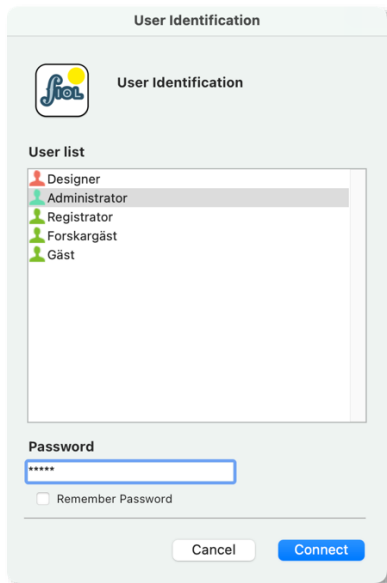 User Identification
fiol
User Identification
User list
Designer
Administrator
Registrator
Forskargäst
Gäst
Password
*****
Remember Password
Cancel
Connect